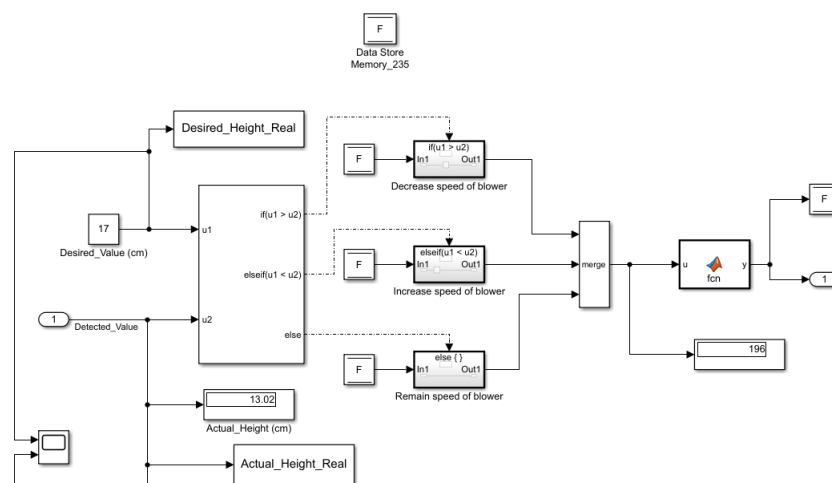 F
Data Store
Memory_235
Desired_Height_Real
if(u1 > u2)
F
In1
Out1
Decrease speed of blower
F
17
u1
if(u1 > u2)
Desired_Value (cm)
elseif(u1 < u2)
F
In1
Out1
Increase speed of blower
elseif(u1 < u2)
merge
u
y
fcn
1
1
Detected_Value
u2
else
else { }
F
In1
Out1
Remain speed of blower
196
13.02
Actual_Height (cm)
Actual_Height_Real